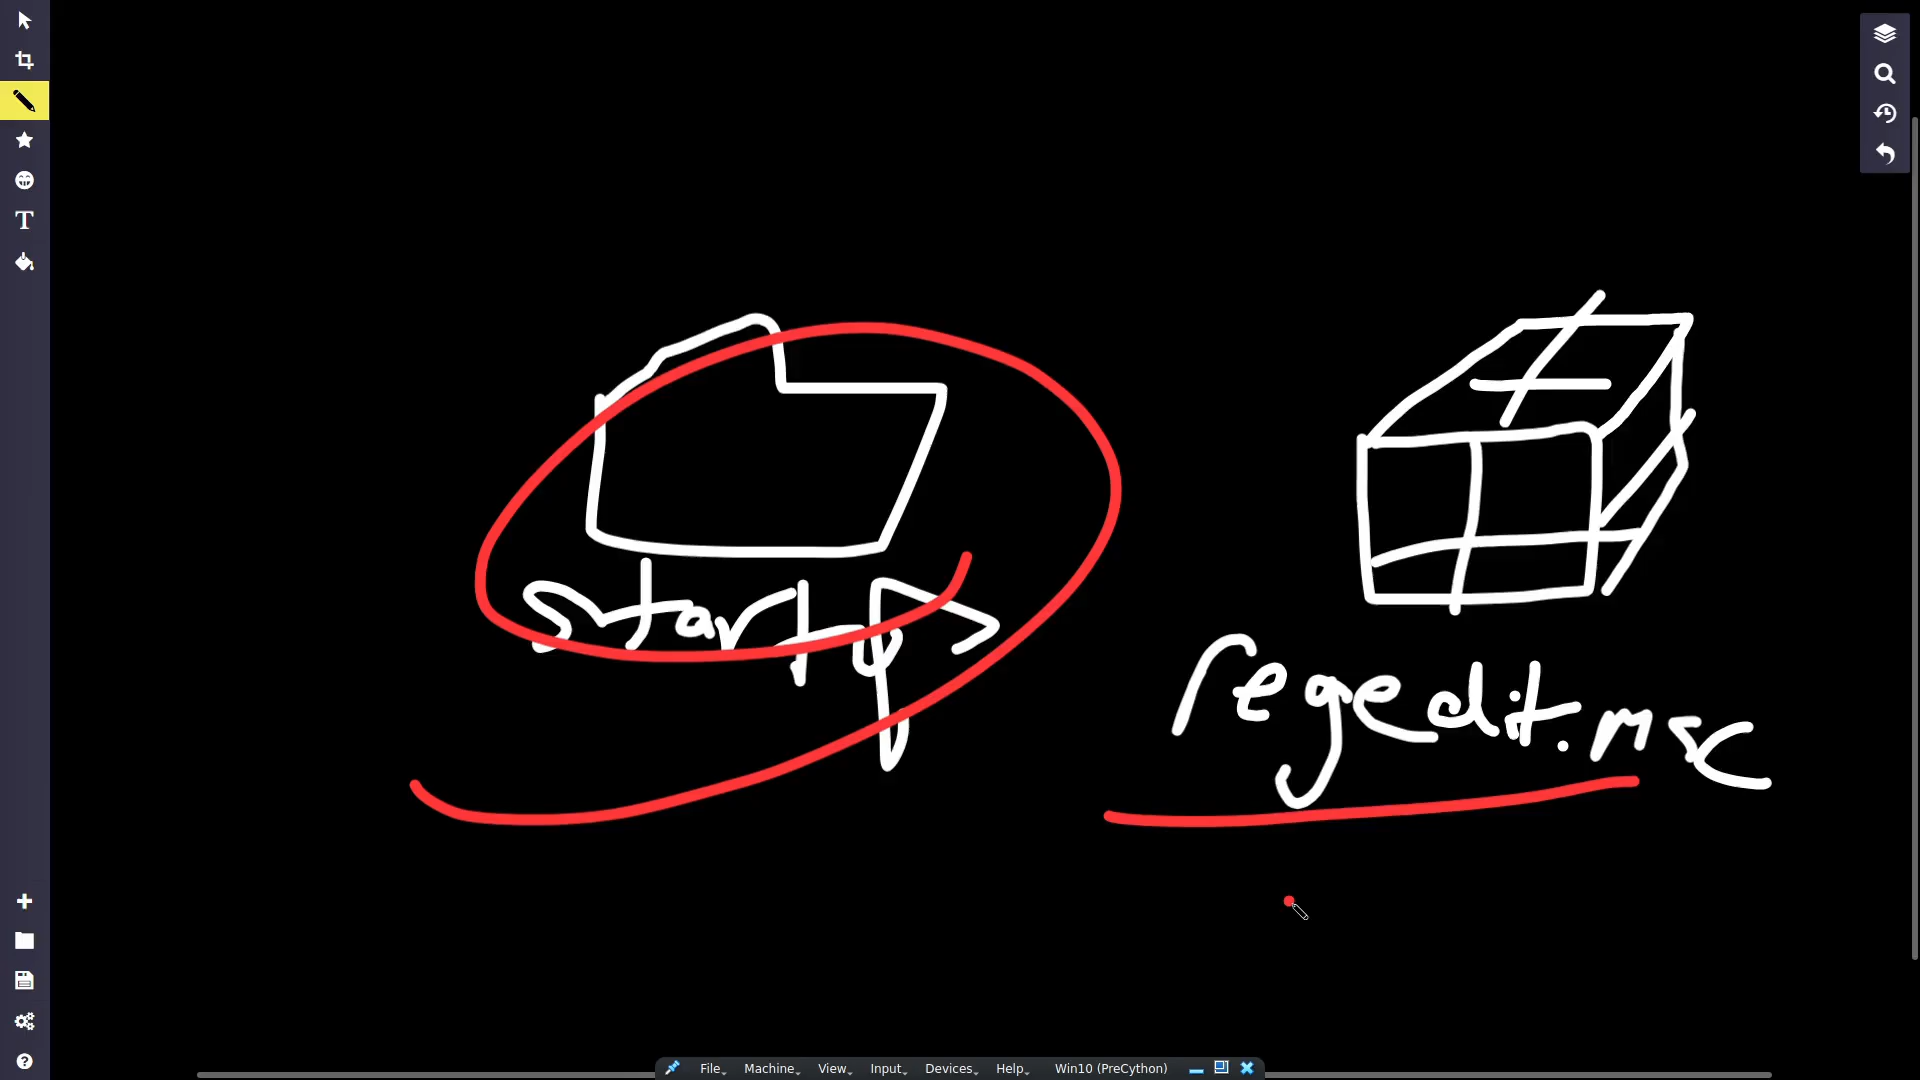 startup
regedit.msc
File Machine View Input Devices Help Win10 (PreCython)